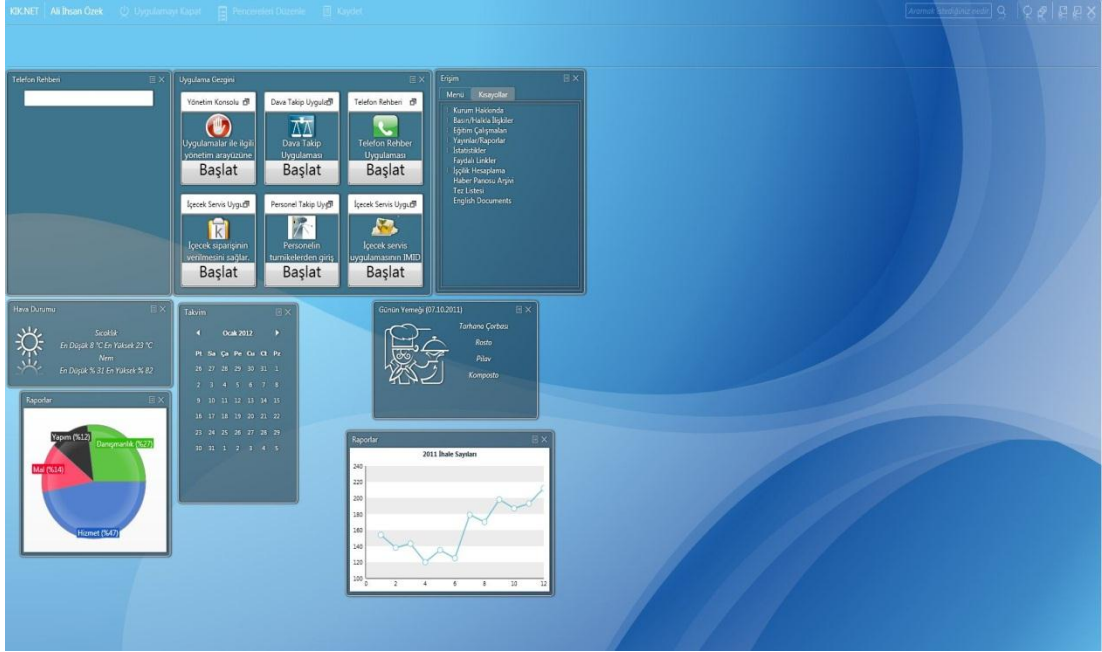 KIK.NET Ali İhsan Özek Uygulamayı Kapat Pencereleri Düzenle Kaydet
Telefon Rehberi
Uygulama Gezgini
Yönetim Konsolu Dava Takip Uygula Telefon Rehberi
Uygulamalar ile ilgili
yönetim arayüzüne
Başlat
Dava Takip
Uygulaması
Başlat
Telefon Rehber
Uygulaması
Başlat
İçecek Servis Uygu Personel Takip Uyg İçecek Servis Uygu
İçecek siparişinin
verilmesini sağlar.
Başlat
Personelin
turnikelerden giriş
Başlat
İçecek servis
uygulamasının IMID
Başlat
Erişim
Menü Kısayollar
Kurum Hakkında
Basın/Halkla İlişkiler
Eğitim Çalışmaları
Yayınlar/Raporlar
İstatistikler
Faydalı Linkler
İşçilik Hesaplama
Haber Panosu Arşivi
Tez Listesi
English Documents
Hava Durumu
Sıcaklık
En Düşük 8 °C En Yüksek 23 °C
Nem
En Düşük % 31 En Yüksek % 82
Takvim
Ocak 2012
Pt Sa Ça Pe Cu Ct Pz
26 27 28 29 30 31 1
2 3 4 5 6 7 8
9 10 11 12 13 14 15
16 17 18 19 20 21 22
23 24 25 26 27 28 29
30 31 1 2 3 4 5
Günün Yemeği (07.10.2011)
Tarhana Çorbası
Rosto
Pilav
Komposto
Raporlar
Yapım (%12)
Danışmanlık (%27)
Mal (%14)
Hizmet (%47)
Raporlar
2011 İhale Sayıları
240
220
200
180
160
140
120
100
0 2 4 6 8 10 12